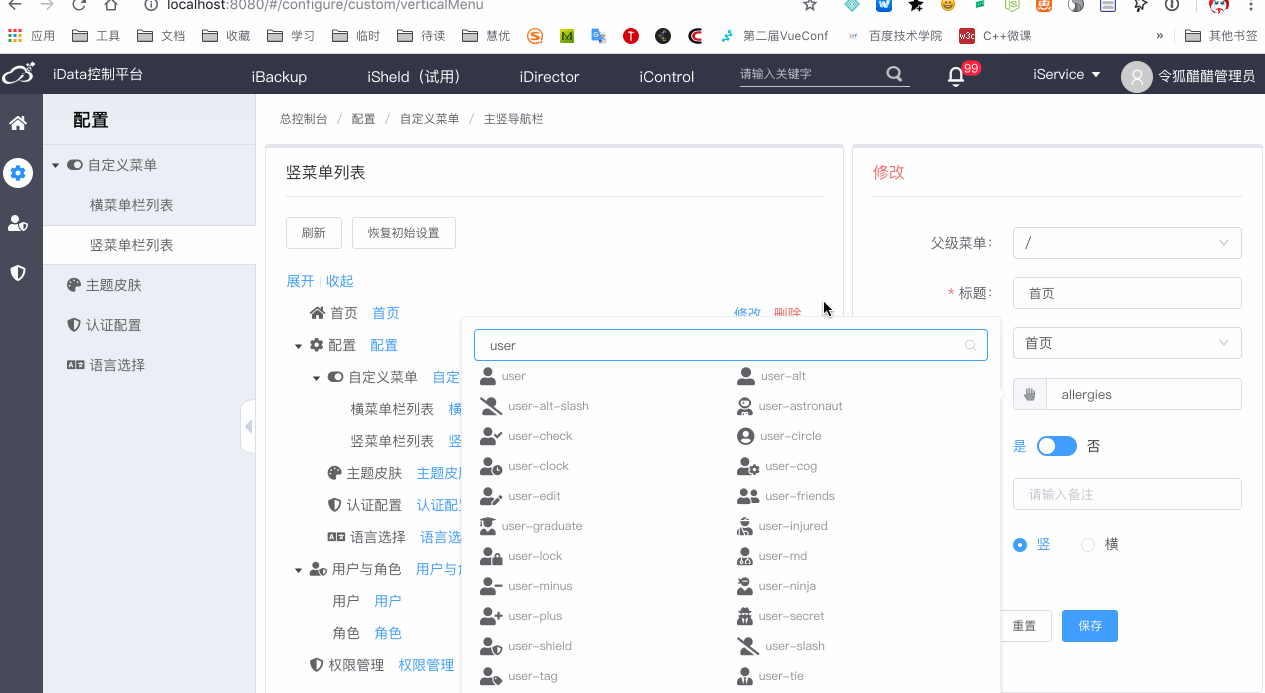 localhost:8080/#/configure/custom/verticalMenu
应用 工具 文档 收藏 学习 临时 待读 慧优 第二届VueConf 百度技术学院 C++微课 » 其他书签
iData控制平台 iBackup iSheld（试用） iDirector iControl 请输入关键字 99 iService 令狐醋醋管理员
配置
总控制台 / 配置 / 自定义菜单 / 主竖导航栏
自定义菜单
横菜单栏列表
竖菜单栏列表
主题皮肤
认证配置
语言选择
竖菜单列表
刷新 恢复初始设置
展开 收起
首页 首页 修改 删除
配置 配置
自定义菜单 自定
横菜单栏列表 横
竖菜单栏列表 竖
主题皮肤 主题皮
认证配置 认证配
语言选择 语言选
用户与角色 用户与
用户 用户
角色 角色
权限管理 权限管理
user
user user-alt
user-alt-slash user-astronaut
user-check user-circle
user-clock user-cog
user-edit user-friends
user-graduate user-injured
user-lock user-md
user-minus user-ninja
user-plus user-secret
user-shield user-slash
user-tag user-tie
修改
父级菜单： /
* 标题： 首页
首页
allergies
是 否
请输入备注
竖 横
重置 保存